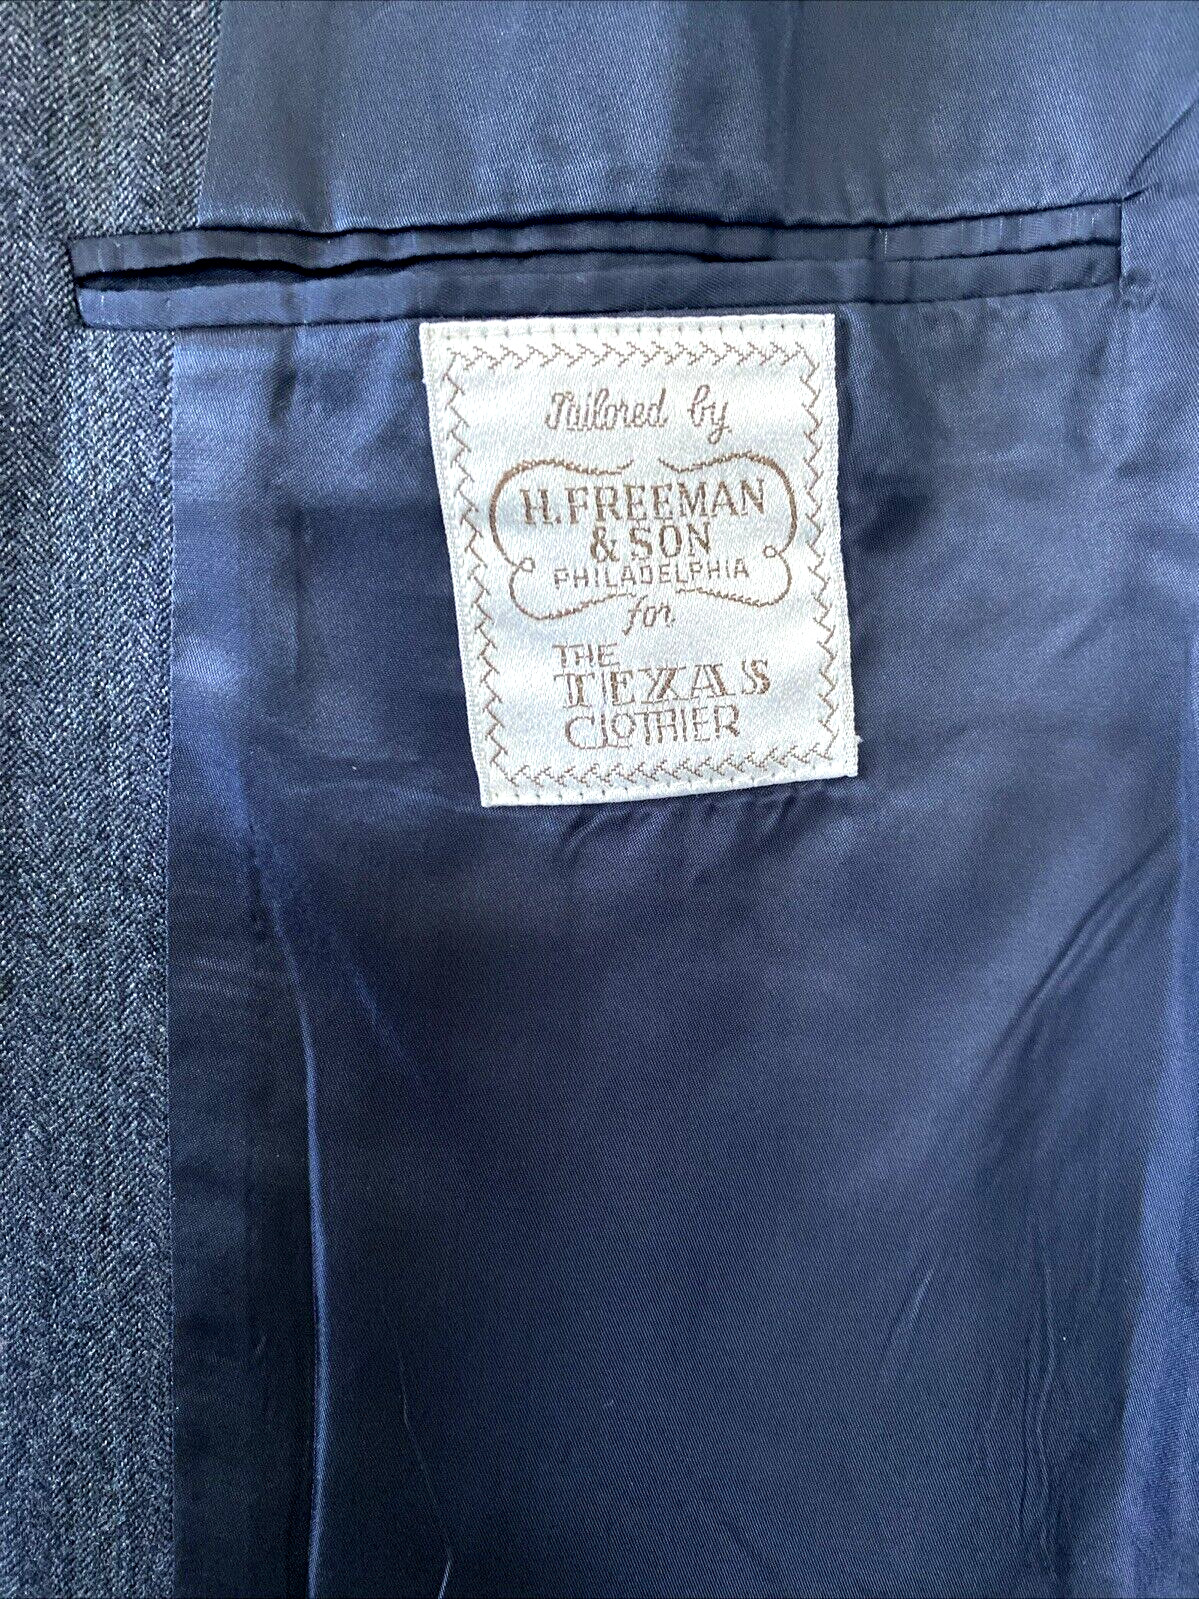 Tailored by
H. FREEMAN
& SON
PHILADELPHIA
for
THE
TEXAS
CLOTHIER